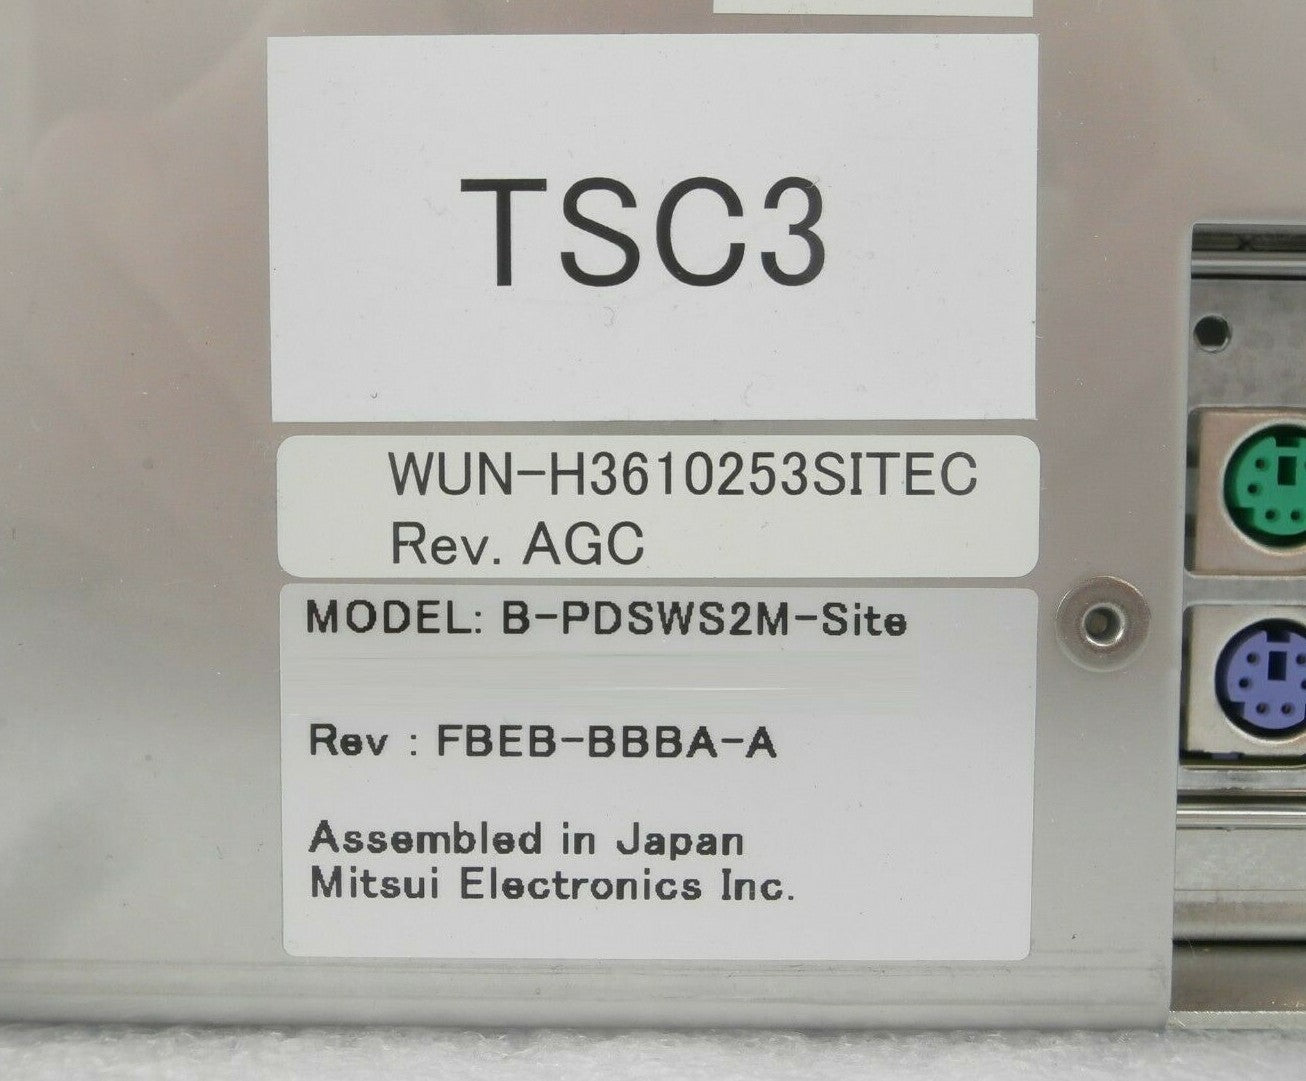 TSC3
WUN-H3610253SITEC
Rev. AGC
MODEL: B-PDSWS2M-Site
Rev : FBEB-BBBA-A
Assembled in Japan
Mitsui Electronics Inc.